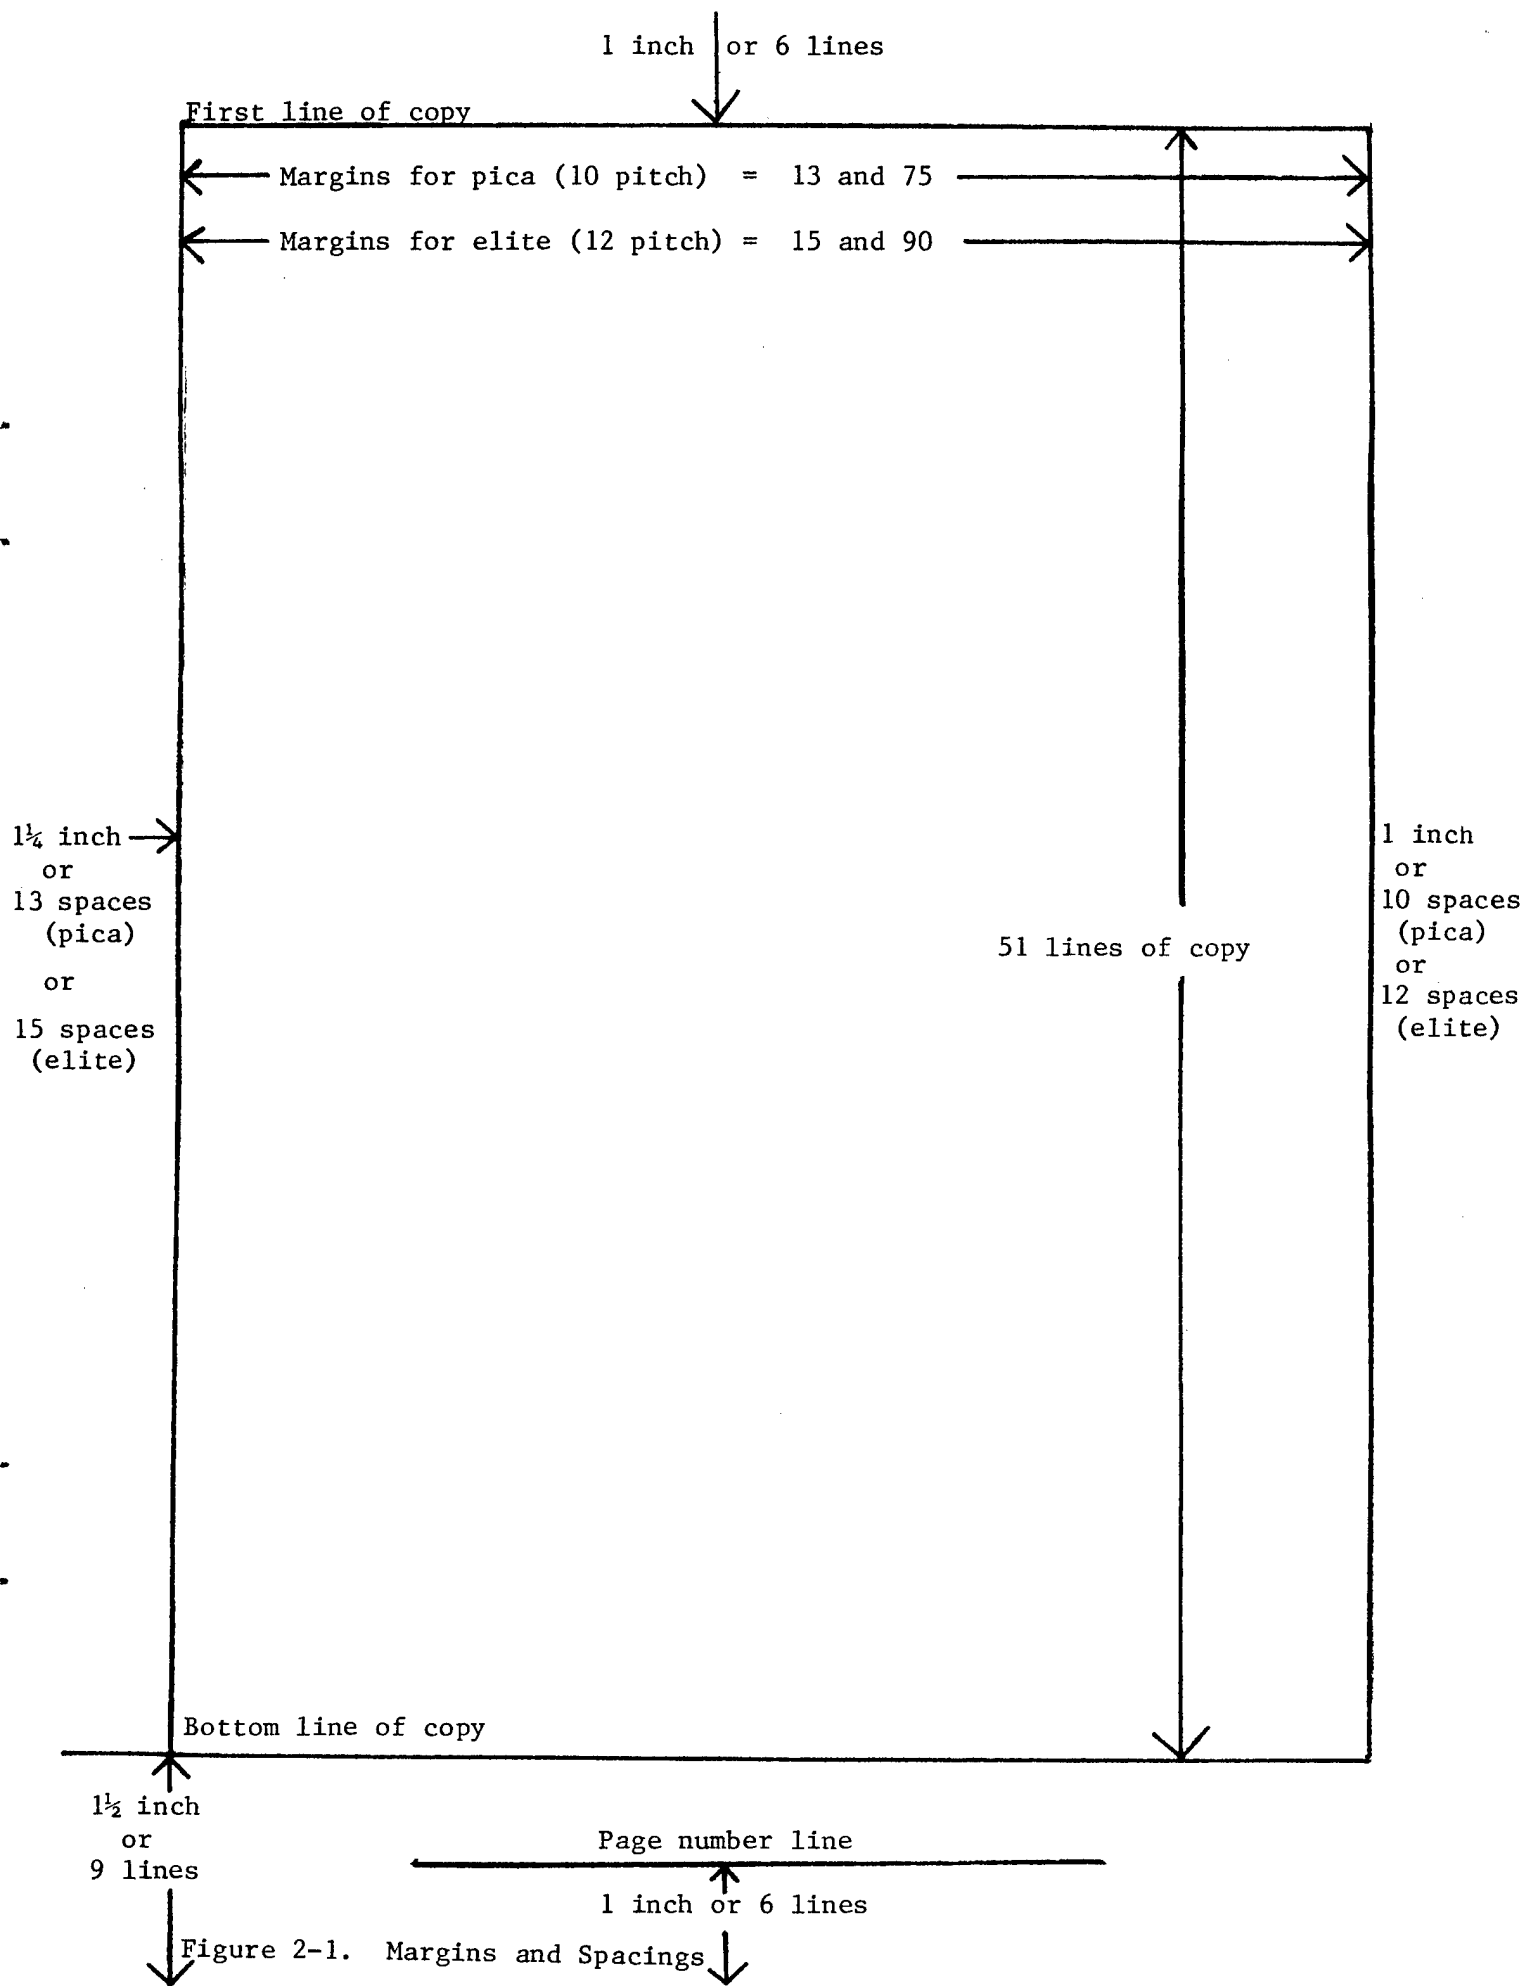 1 inch or 6 lines
First line of copy
Margins for pica (10 pitch) = 13 and 75
Margins for elite (12 pitch) = 15 and 90
1¼ inch
or
13 spaces
(pica)
or
15 spaces
(elite)
51 lines of copy
1 inch
or
10 spaces
(pica)
or
12 spaces
(elite)
Bottom line of copy
1½ inch
or
9 lines
Page number line
1 inch or 6 lines
Figure 2-1. Margins and Spacings